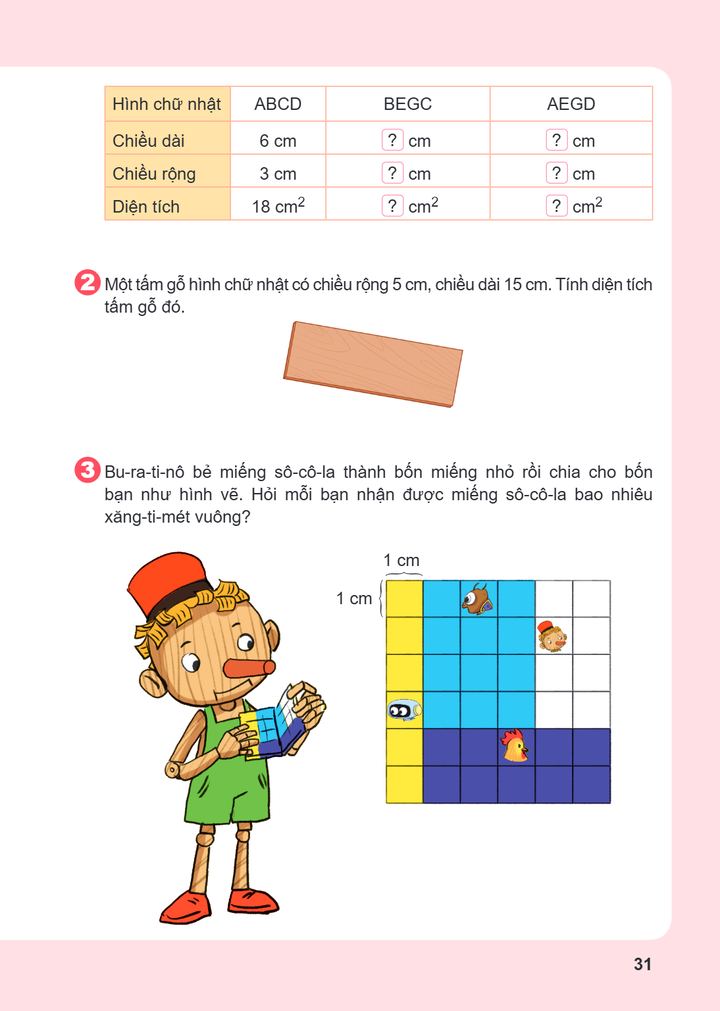 Hình chữ nhật ABCD BEGC AEGD
Chiều dài 6 cm ? cm ? cm
Chiều rộng 3 cm ? cm ? cm
Diện tích 18 cm² ? cm² ? cm²
2 Một tấm gỗ hình chữ nhật có chiều rộng 5 cm, chiều dài 15 cm. Tính diện tích
tấm gỗ đó.
3 Bu-ra-ti-nô bẻ miếng sô-cô-la thành bốn miếng nhỏ rồi chia cho bốn
bạn như hình vẽ. Hỏi mỗi bạn nhận được miếng sô-cô-la bao nhiêu
xăng-ti-mét vuông?
1 cm
1 cm
31